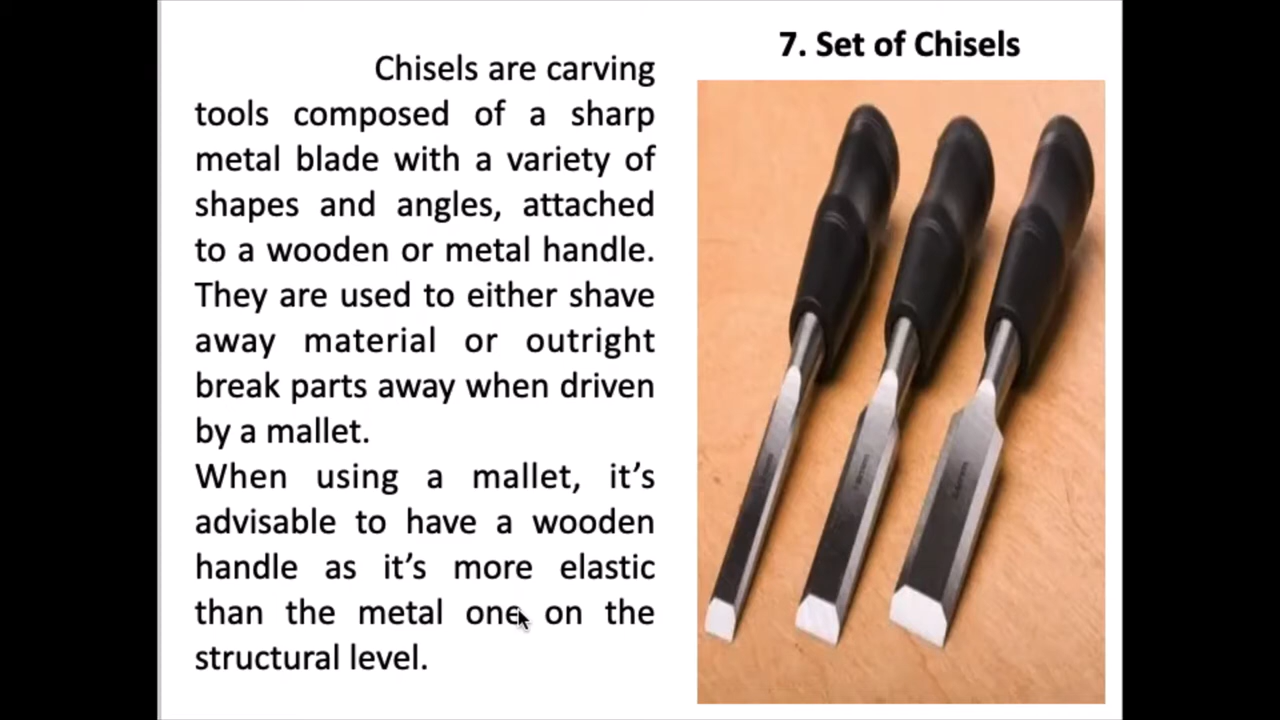 7. Set of Chisels
Chisels are carving
tools composed of a sharp
metal blade with a variety of
shapes and angles, attached
to a wooden or metal handle.
They are used to either shave
away material or outright
break parts away when driven
by a mallet.
When using a mallet, it’s
advisable to have a wooden
handle as it’s more elastic
than the metal one on the
structural level.